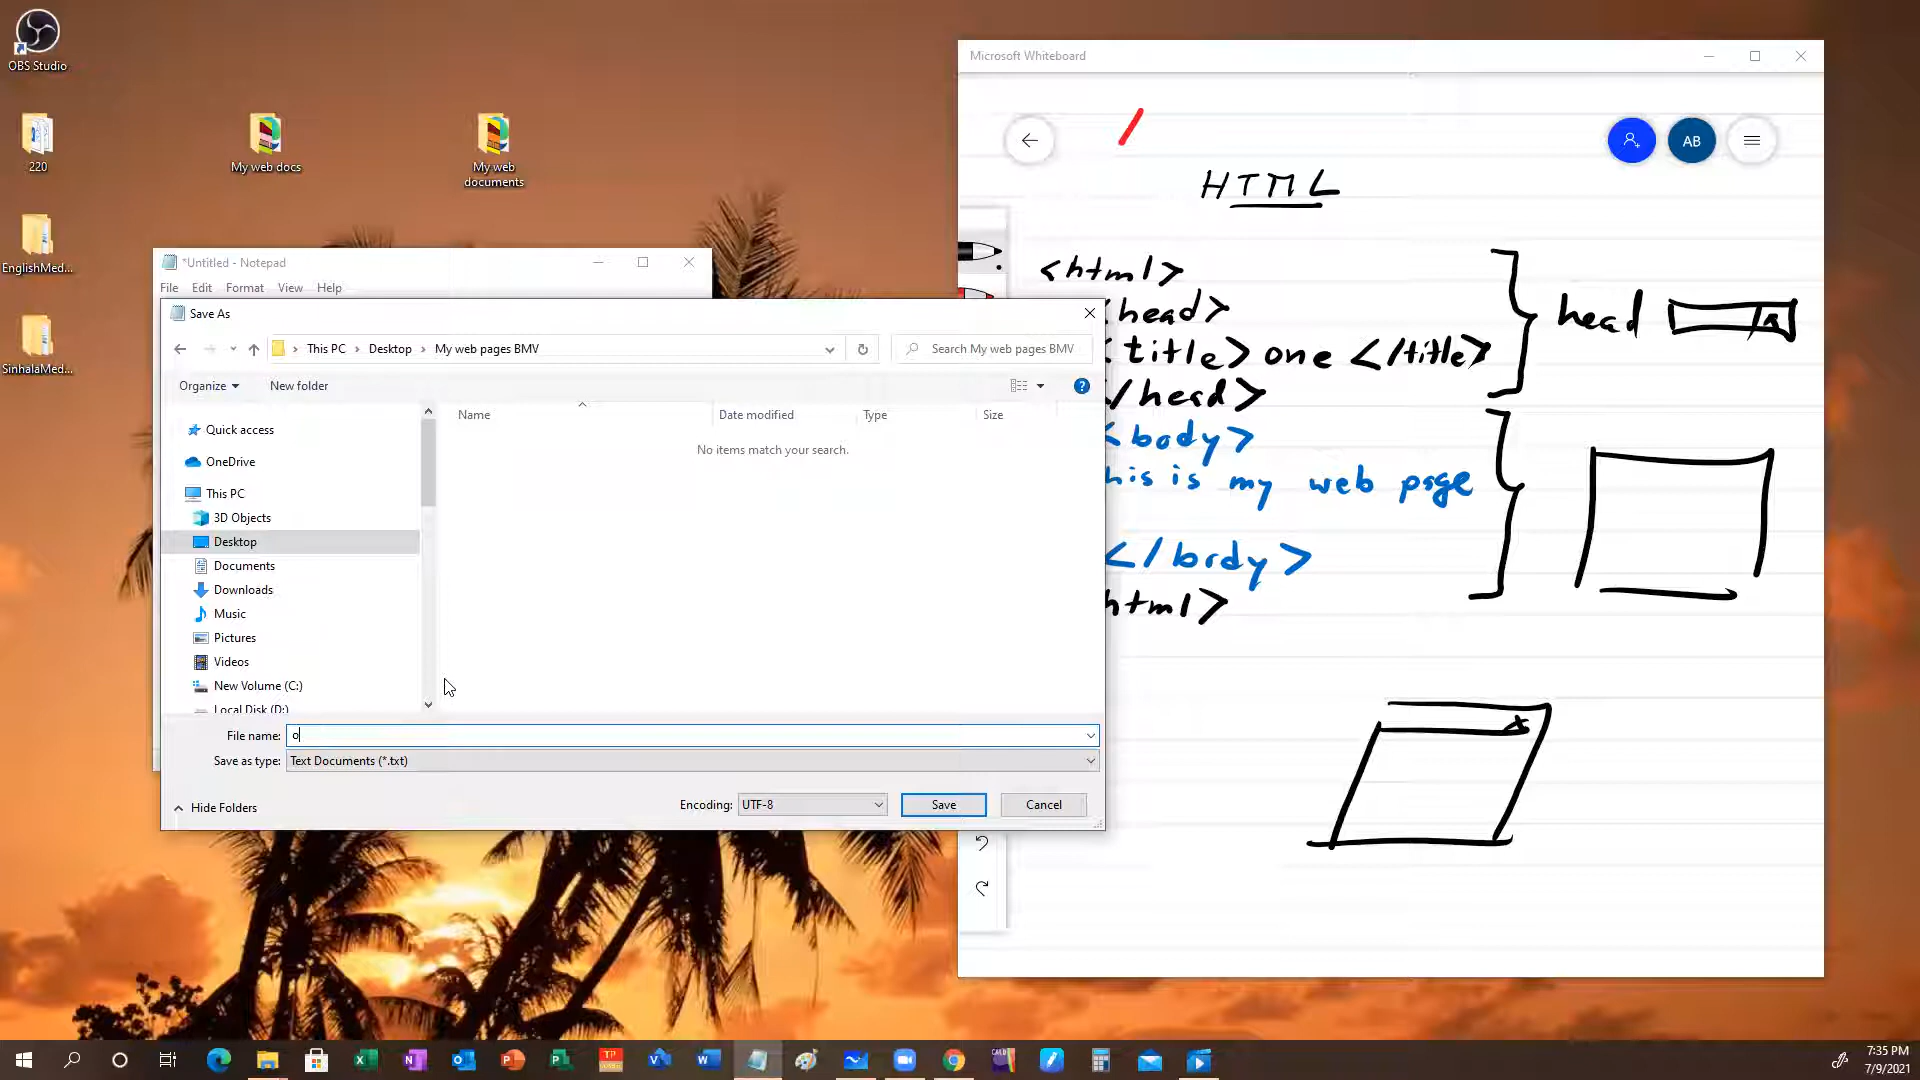 OBS Studio
220
EnglishMed...
SinhalaMed...
My web docs
My web
documents
*Untitled - Notepad
File Edit Format View Help
Save As
This PC > Desktop > My web pages BMV
Search My web pages BMV
Organize
New folder
Name
Date modified
Type
Size
No items match your search.
Quick access
OneDrive
This PC
3D Objects
Desktop
Documents
Downloads
Music
Pictures
Videos
New Volume (C:)
Local Disk (D:)
File name: o
Save as type: Text Documents (*.txt)
Hide Folders
Encoding: UTF-8
Save
Cancel
Microsoft Whiteboard
AB
HTML
<html>
head>
title> one </title>
/head>
<body>
his is my web page
</body>
html>
head
7:35 PM
7/9/2021